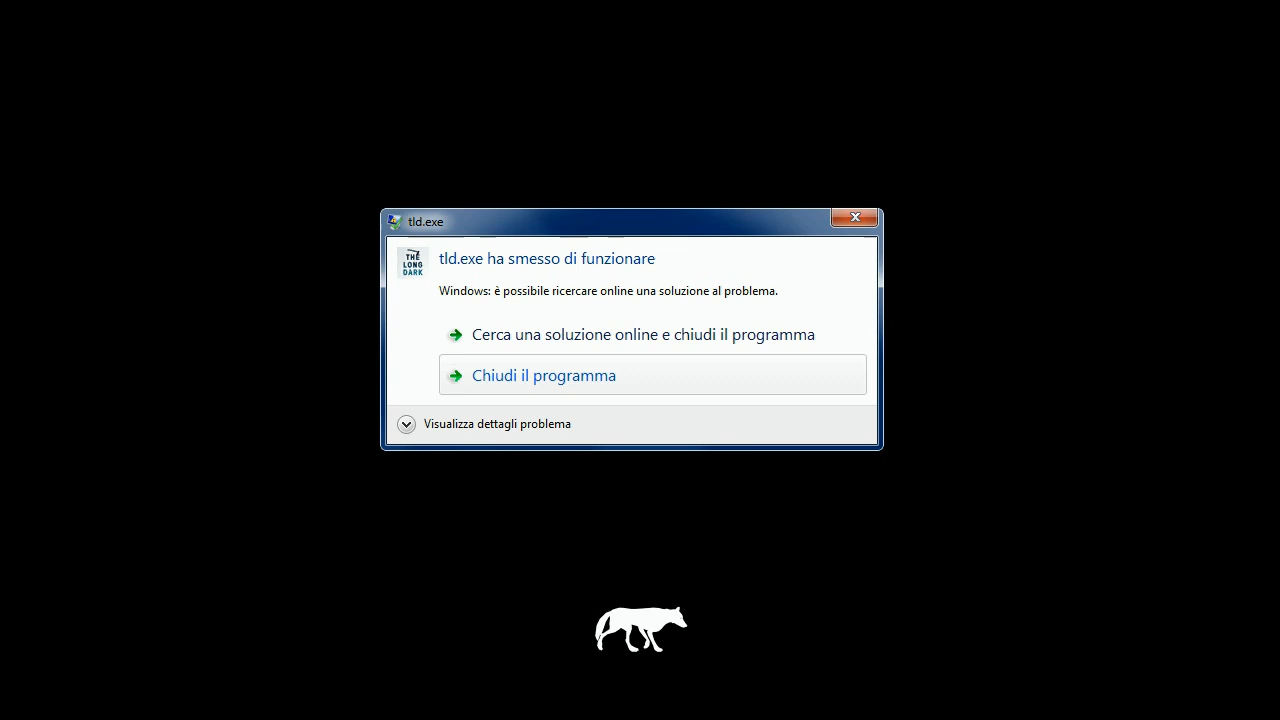 tld.exe
THE
LONG
DARK
tld.exe ha smesso di funzionare
Windows: è possibile ricercare online una soluzione al problema.
Cerca una soluzione online e chiudi il programma
Chiudi il programma
Visualizza dettagli problema